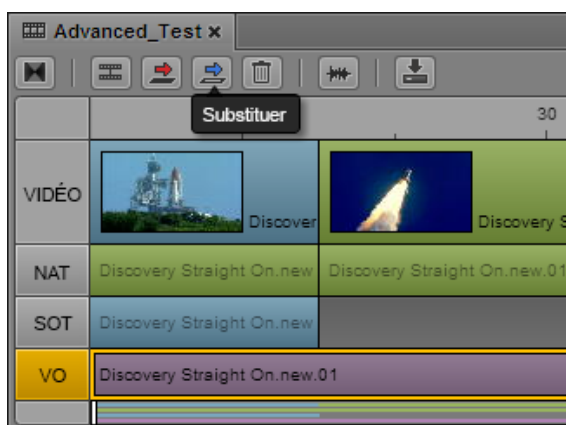 Advanced_Test x
Substituer
30
VIDÉO
Discover
Discovery S
NAT
Discovery Straight On.new
Discovery Straight On.new.01
SOT
Discovery Straight On.new
VO
Discovery Straight On.new.01